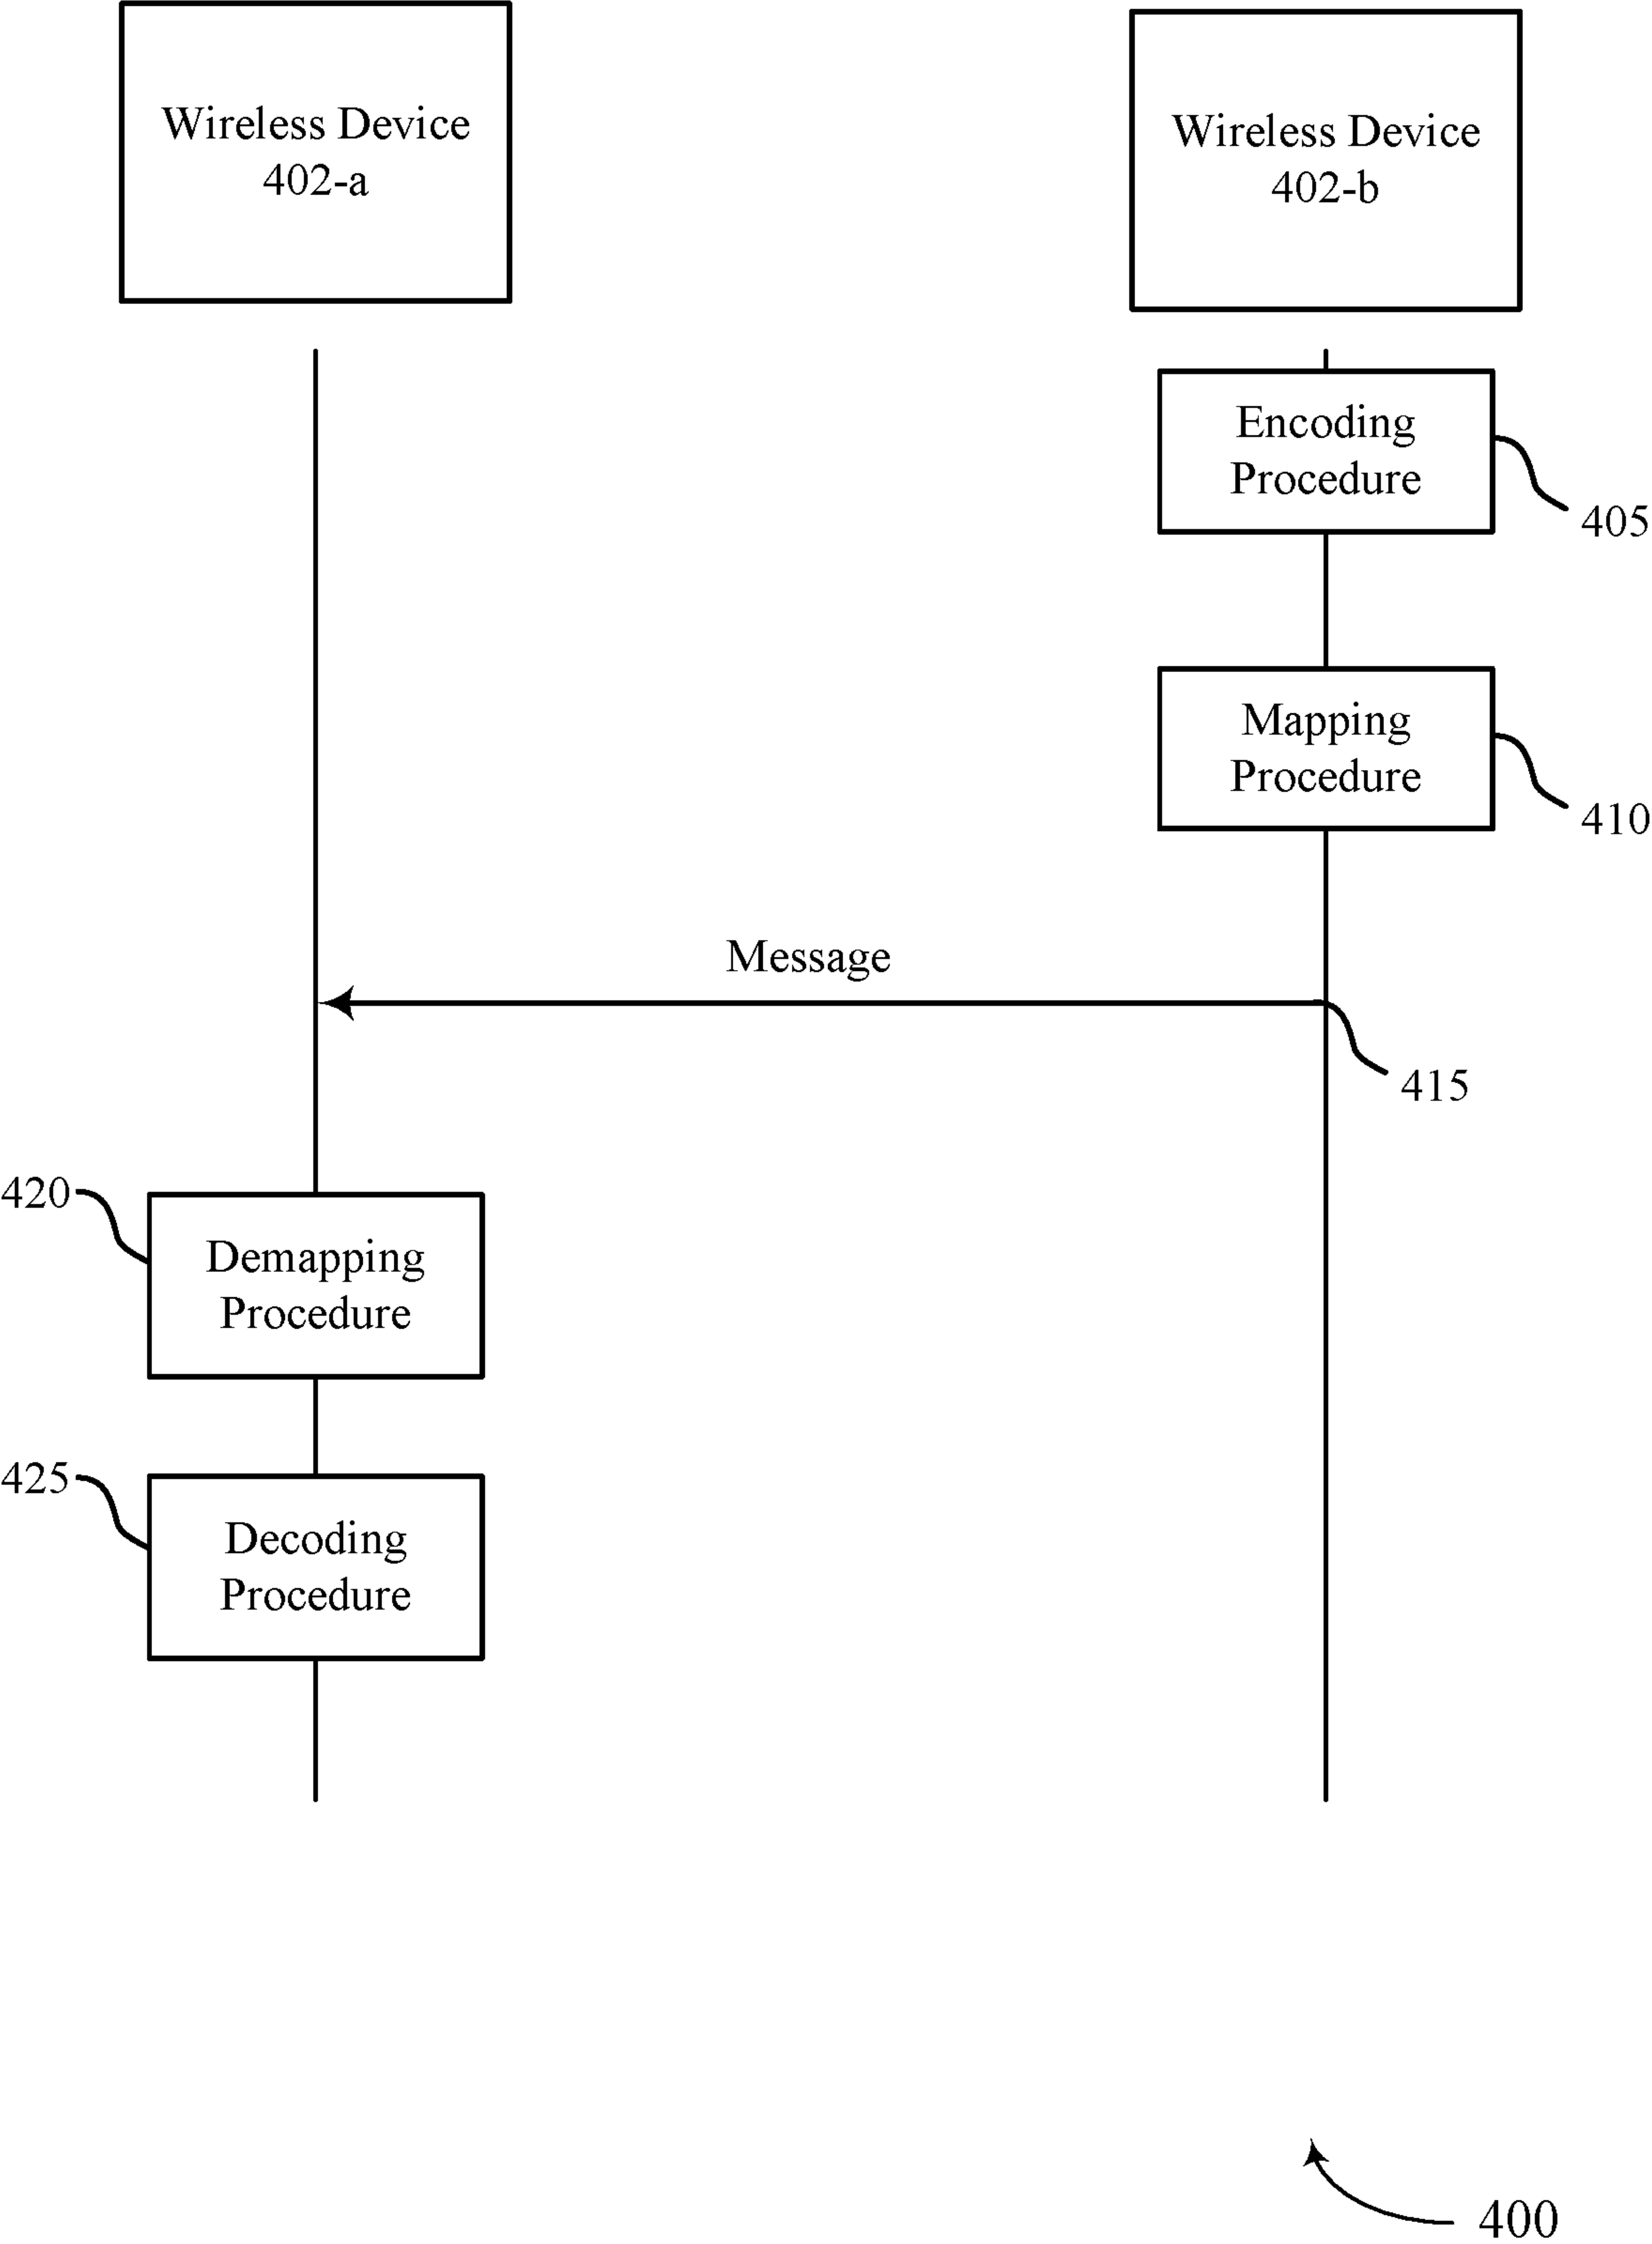 Wireless Device
402-a
Wireless Device
402-b
Encoding
Procedure
405
Mapping
Procedure
410
Message
415
420
Demapping
Procedure
425
Decoding
Procedure
400